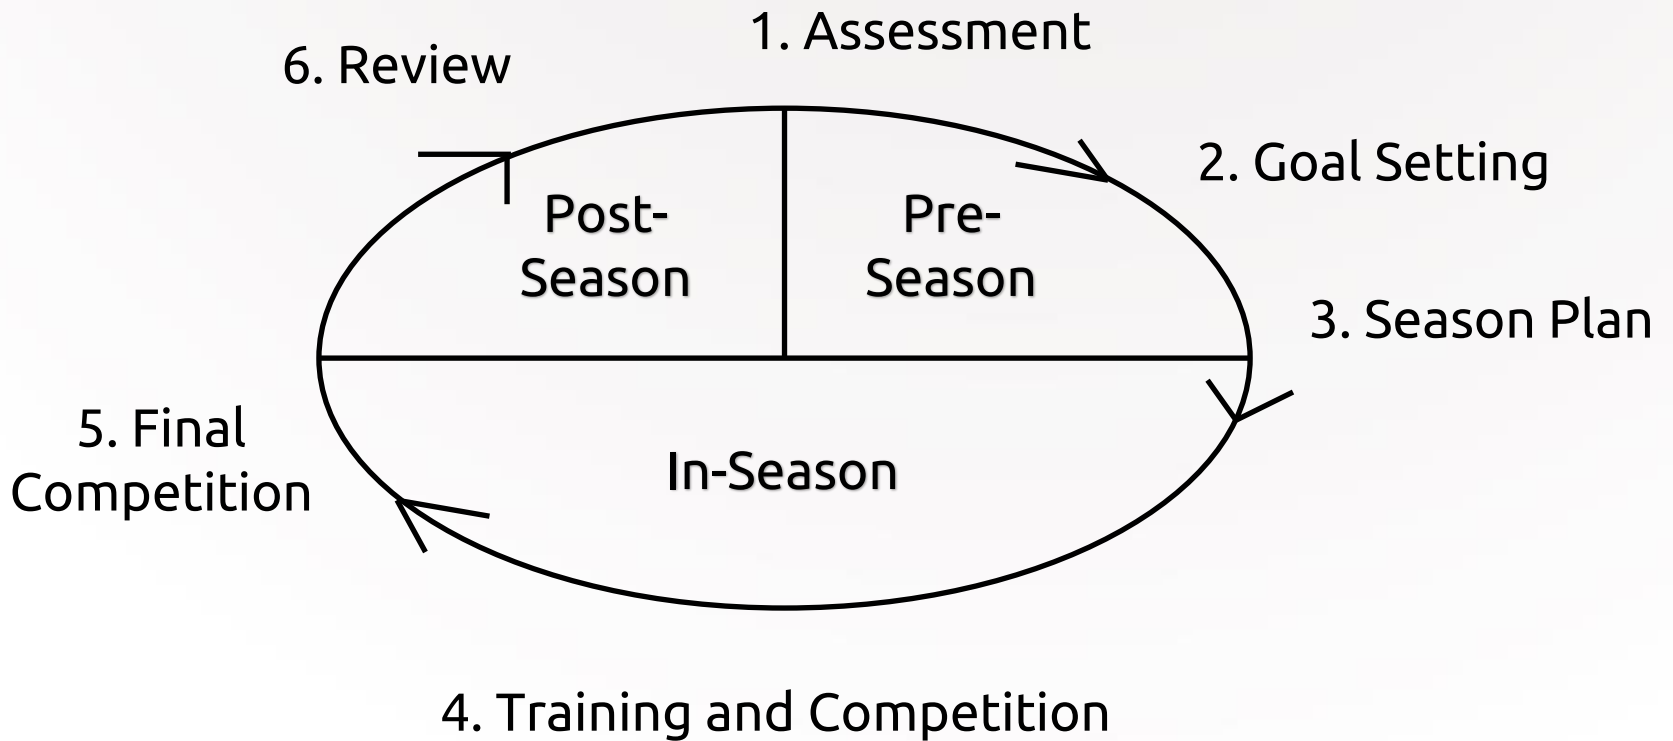 1. Assessment
6. Review
2. Goal Setting
Post-
Season
Pre-
Season
3. Season Plan
5. Final
Competition
In-Season
4. Training and Competition